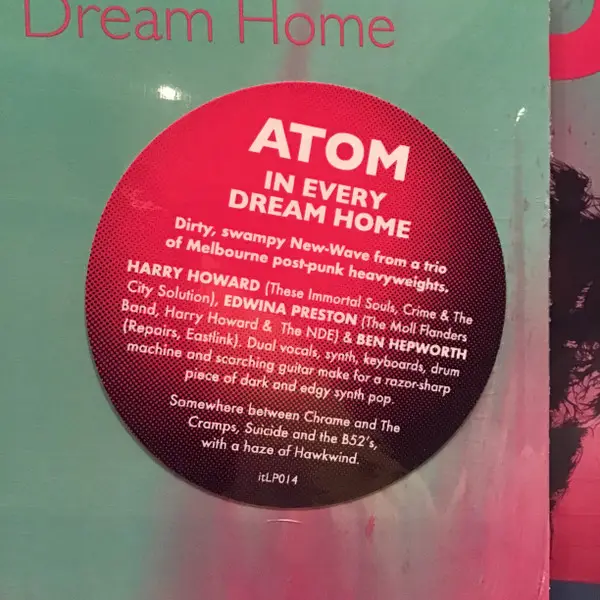 Dream Home
ATOM
IN EVERY
DREAM HOME
Dirty, swampy New-Wave from a trio
of Melbourne post-punk heavyweights,
HARRY HOWARD (These Immortal Souls, Crime & The
City Solution), EDWINA PRESTON (The Moll Flanders
Band, Harry Howard & The NDE) & BEN HEPWORTH
(Repairs, Eastlink). Dual vocals, synth, keyboards, drum
machine and scarching guitar make for a razor-sharp
piece of dark and edgy synth pop.
Somewhere between Chrome and The
Cramps, Suicide and the B52's,
with a haze of Hawkwind.
itLP014